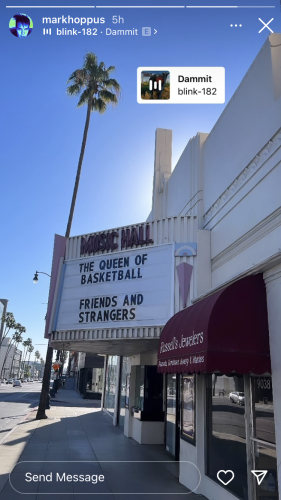 markhoppus 5h
blink-182 · Dammit E >
Dammit
blink-182
MUSIC HALL
THE QUEEN OF
BASKETBALL
FRIENDS AND
STRANGERS
Russell's Jewelers
9038
Send Message